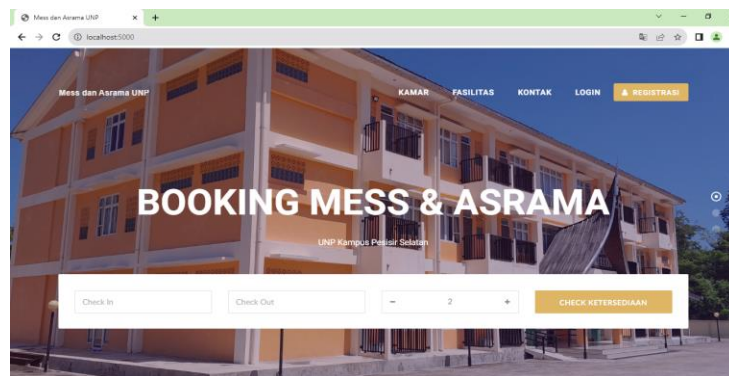 Mess dan Asrama UNP
localhost:5000
Mess dan Asrama UNP
KAMAR FASILITAS KONTAK LOGIN REGISTRASI
BOOKING MESS & ASRAMA
UNP Kampus Pesisir Selatan
Check In Check Out - 2 + CHECK KETERSEDIAAN